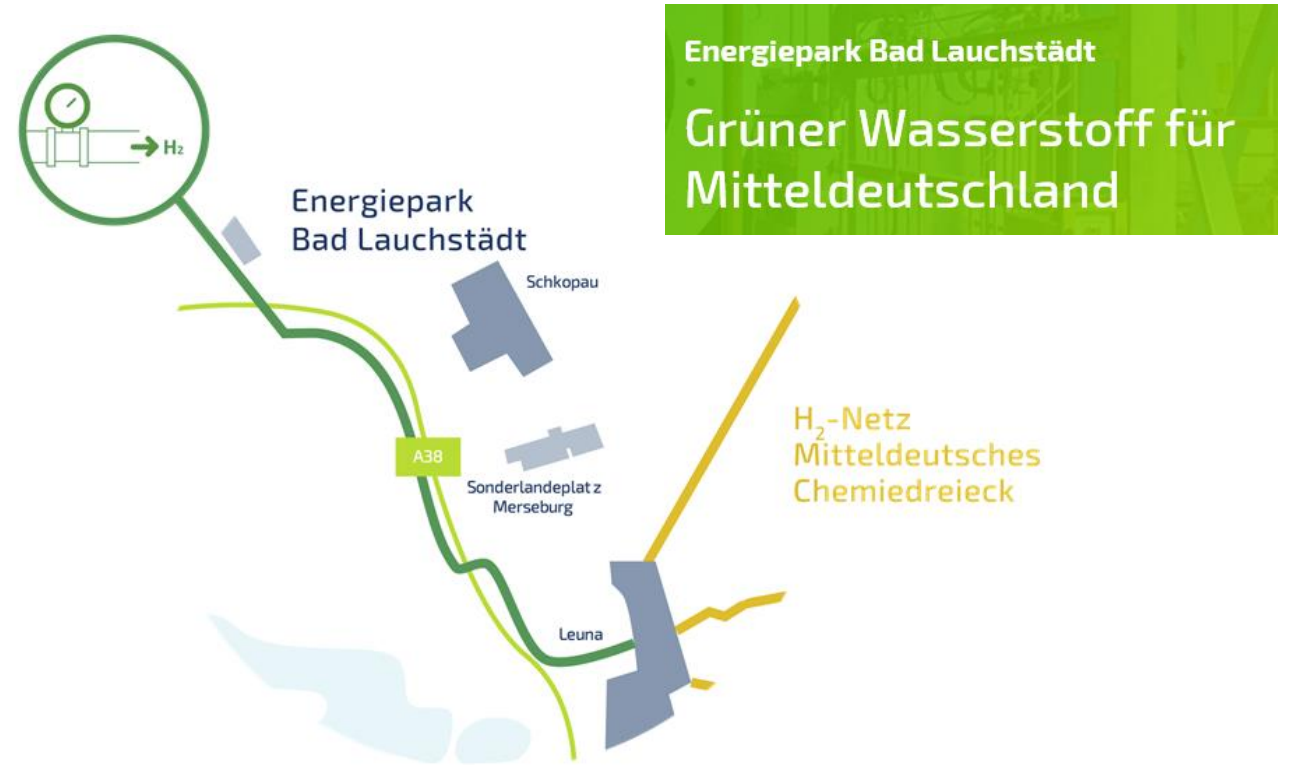 Energiepark Bad Lauchstädt
Grüner Wasserstoff für
Mitteldeutschland
H₂
Energiepark
Bad Lauchstädt
Schkopau
A38
Sonderlandeplat z
Merseburg
H₂-Netz
Mitteldeutsches
Chemiedreieck
Leuna